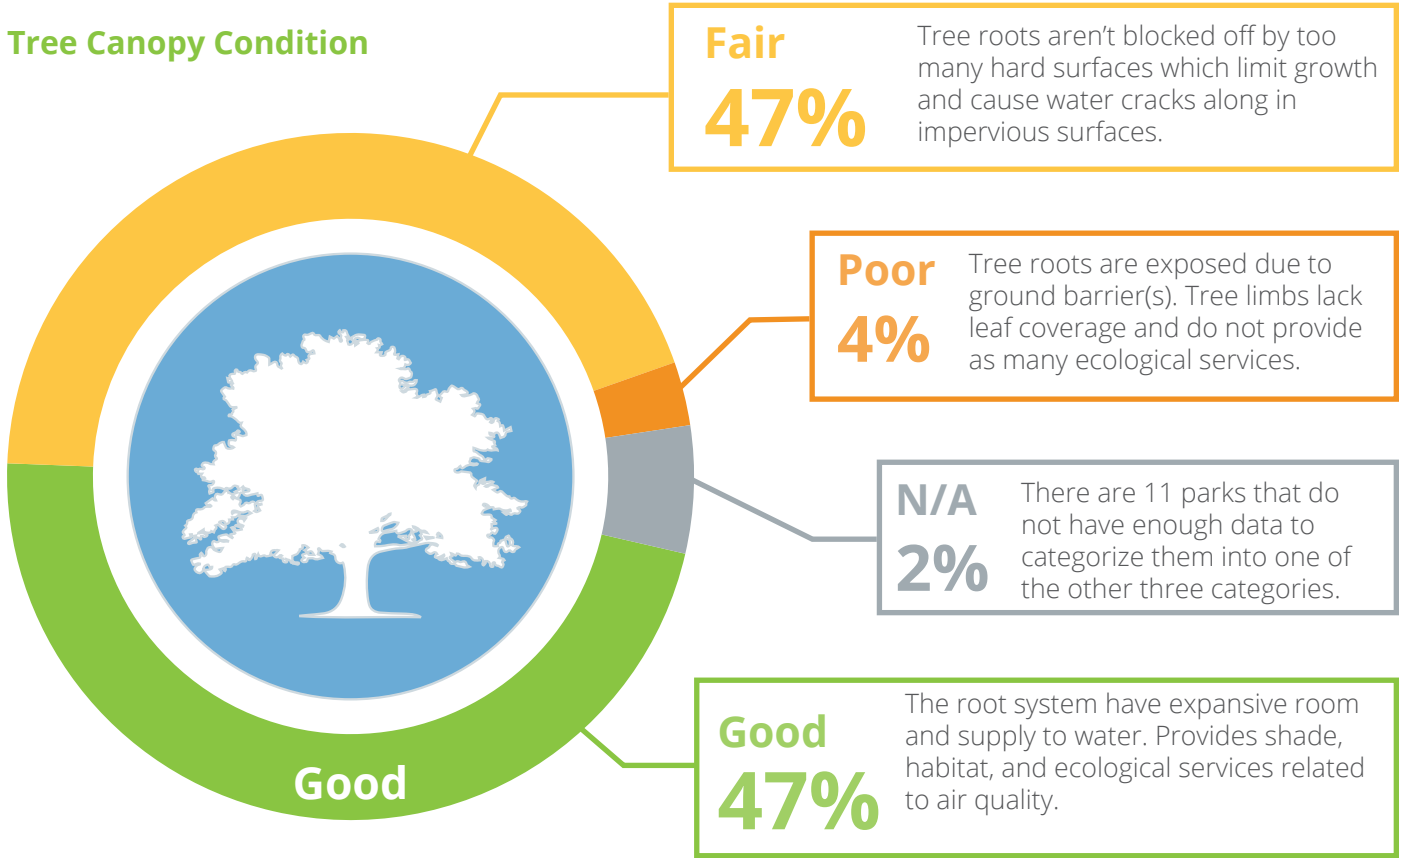 Tree Canopy Condition
Fair
47%
Tree roots aren’t blocked off by too
many hard surfaces which limit growth
and cause water cracks along in
impervious surfaces.
Poor
4%
Tree roots are exposed due to
ground barrier(s). Tree limbs lack
leaf coverage and do not provide
as many ecological services.
N/A
2%
There are 11 parks that do
not have enough data to
categorize them into one of
the other three categories.
Good
47%
The root system have expansive room
and supply to water. Provides shade,
habitat, and ecological services related
to air quality.
Good